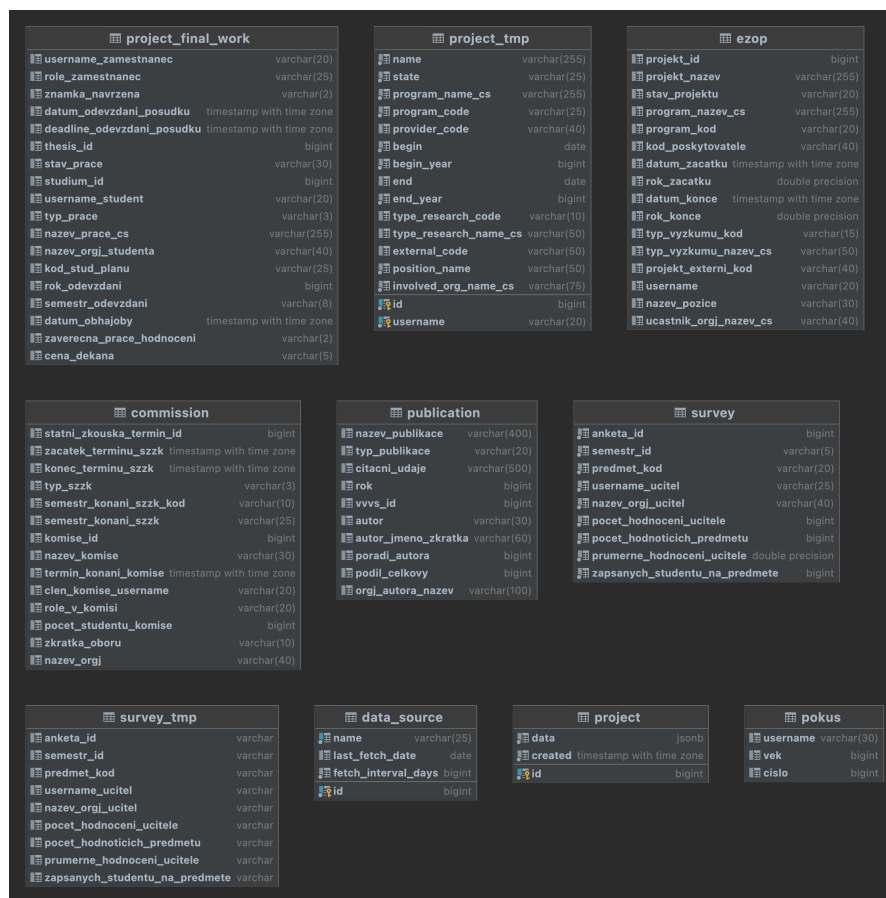 project_final_work
username_zamestnanec varchar(20)
role_zamestnanec varchar(25)
znamka_navrzena varchar(2)
datum_odevzdani_posudku timestamp with time zone
deadline_odevzdani_posudku timestamp with time zone
thesis_id bigint
stav_prace varchar(30)
studium_id bigint
username_student varchar(20)
typ_prace varchar(3)
nazev_prace_cs varchar(255)
nazev_orgj_studenta varchar(40)
kod_stud_planu varchar(25)
rok_odevzdani bigint
semestr_odevzdani varchar(8)
datum_obhajoby timestamp with time zone
zaverecna_prace_hodnoceni varchar(2)
cena_dekana varchar(5)
project_tmp
name varchar(255)
state varchar(25)
program_name_cs varchar(255)
program_code varchar(25)
provider_code varchar(40)
begin date
begin_year bigint
end date
end_year bigint
type_research_code varchar(10)
type_research_name_cs varchar(50)
external_code varchar(50)
position_name varchar(50)
involved_org_name_cs varchar(75)
id bigint
username varchar(20)
ezop
projekt_id bigint
projekt_nazev varchar(255)
stav_projektu varchar(20)
program_nazev_cs varchar(255)
program_kod varchar(20)
kod_poskytovatele varchar(40)
datum_zacatku timestamp with time zone
rok_zacatku double precision
datum_konce timestamp with time zone
rok_konce double precision
typ_vyzkumu_kod varchar(15)
typ_vyzkumu_nazev_cs varchar(50)
projekt_externi_kod varchar(40)
username varchar(20)
nazev_pozice varchar(30)
ucastnik_orgj_nazev_cs varchar(40)
commission
statni_zkouska_termin_id bigint
zacatek_terminu_szzk timestamp with time zone
konec_terminu_szzk timestamp with time zone
typ_szzk varchar(3)
semestr_konani_szzk_kod varchar(10)
semestr_konani_szzk varchar(25)
komise_id bigint
nazev_komise varchar(30)
termin_konani_komise timestamp with time zone
clen_komise_username varchar(20)
role_v_komisi varchar(20)
pocet_studentu_komise bigint
zkratka_oboru varchar(10)
nazev_orgj varchar(40)
publication
nazev_publikace varchar(400)
typ_publikace varchar(20)
citacni_udaje varchar(500)
rok bigint
vvvs_id bigint
autor varchar(30)
autor_jmeno_zkratka varchar(60)
poradi_autora bigint
podil_celkovy bigint
orgj_autora_nazev varchar(100)
survey
anketa_id bigint
semestr_id varchar(5)
predmet_kod varchar(20)
username_ucitel varchar(25)
nazev_orgj_ucitel varchar(40)
pocet_hodnoceni_ucitele bigint
pocet_hodnoticich_predmetu bigint
prumerne_hodnoceni_ucitele double precision
zapsanych_studentu_na_predmete bigint
survey_tmp
anketa_id varchar
semestr_id varchar
predmet_kod varchar
username_ucitel varchar
nazev_orgj_ucitel varchar
pocet_hodnoceni_ucitele varchar
pocet_hodnoticich_predmetu varchar
prumerne_hodnoceni_ucitele varchar
zapsanych_studentu_na_predmete varchar
data_source
name varchar(25)
last_fetch_date date
fetch_interval_days bigint
id bigint
project
data jsonb
created timestamp with time zone
id bigint
pokus
username varchar(30)
vek bigint
cislo bigint